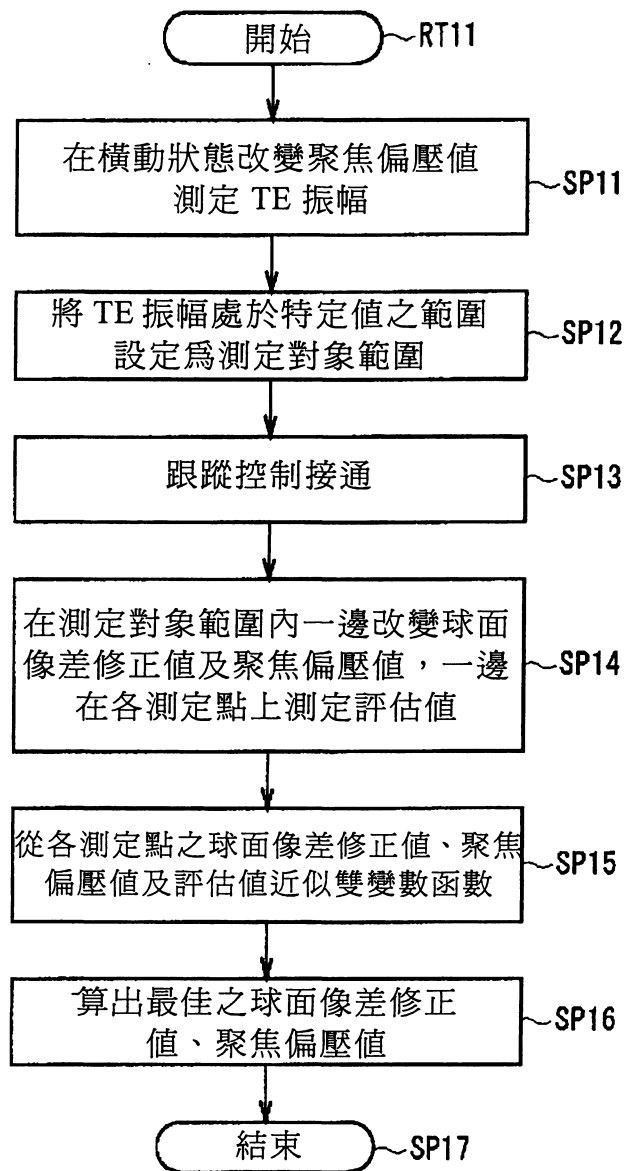 開始
RT11
在橫動狀態改變聚焦偏壓值
測定 TE 振幅
SP11
將 TE 振幅處於特定值之範圍
設定為測定對象範圍
SP12
跟蹤控制接通
SP13
在測定對象範圍內一邊改變球面
像差修正值及聚焦偏壓值，一邊
在各測定點上測定評估值
SP14
從各測定點之球面像差修正值、聚焦
偏壓值及評估值近似雙變數函數
SP15
算出最佳之球面像差修正
值、聚焦偏壓值
SP16
結束
SP17